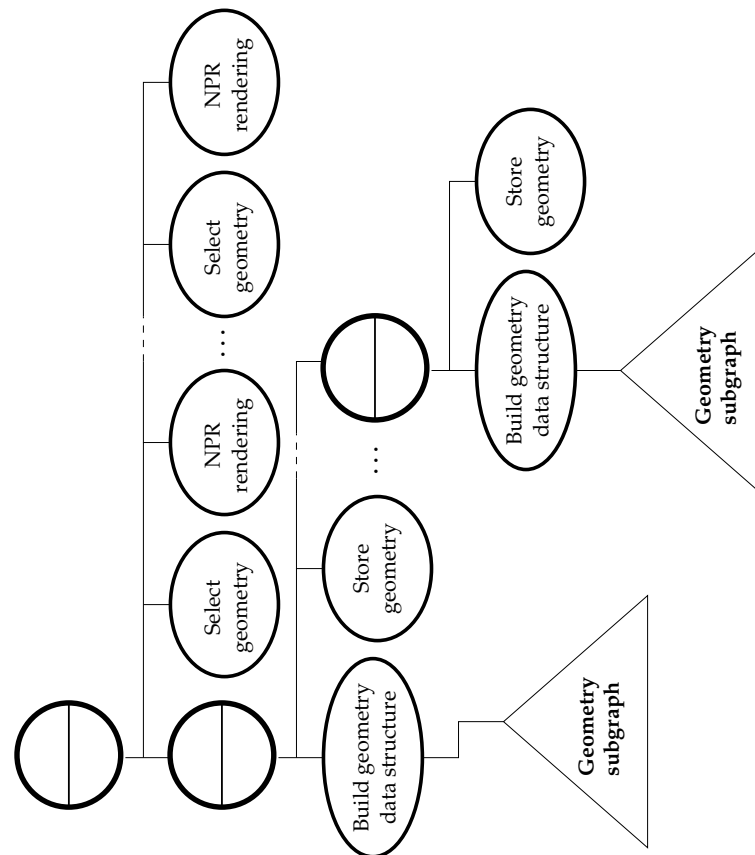 Select
geometry
NPR
rendering
...
Select
geometry
NPR
rendering
Build geometry
data structure
Store
geometry
...
Build geometry
data structure
Store
geometry
Geometry
subgraph
Geometry
subgraph